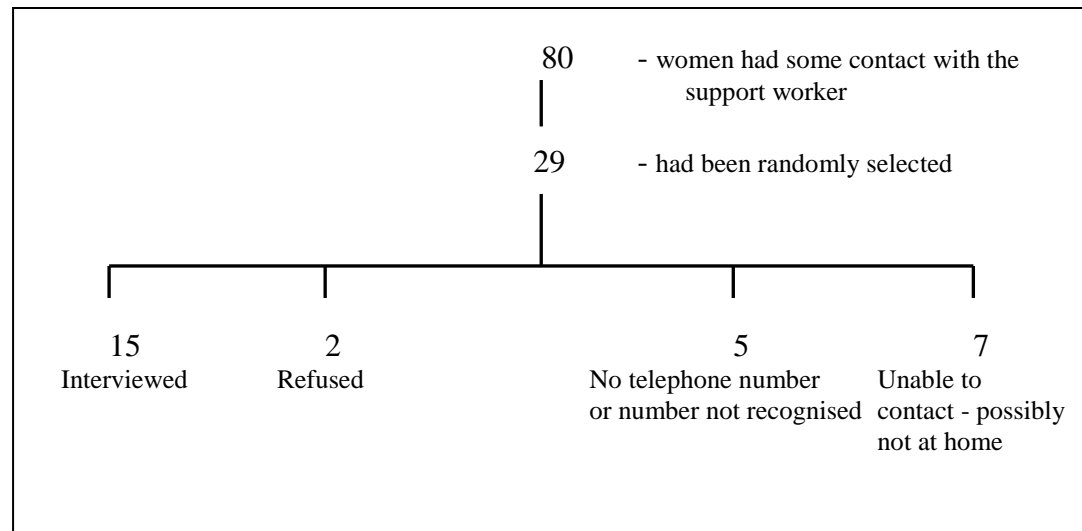 80 - women had some contact with the
support worker
29 - had been randomly selected
15 2 5 7
Interviewed Refused No telephone number Unable to
or number not recognised contact - possibly
not at home